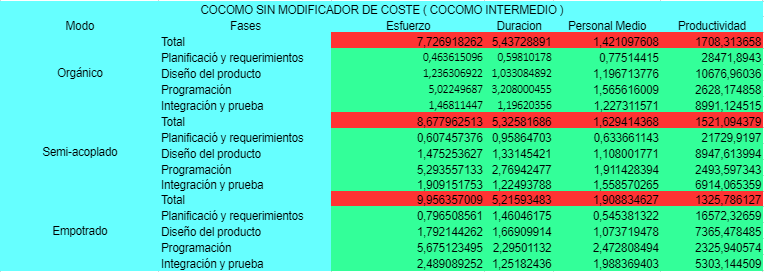 COCOMO SIN MODIFICADOR DE COSTE ( COCOMO INTERMEDIO )
Modo Fases Esfuerzo Duracion Personal Medio Productividad
Total 7,726918262 5,43728891 1,421097608 1708,313658
Planificació y requerimientos 0,463615096 0,59810178 0,77514415 28471,8943
Orgánico Diseño del producto 1,236306922 1,033084892 1,196713776 10676,96036
Programación 5,02249687 3,208000455 1,565616009 2628,174858
Integración y prueba 1,46811447 1,19620356 1,227311571 8991,124515
Total 8,677962513 5,32581686 1,629414368 1521,094379
Planificació y requerimientos 0,607457376 0,95864703 0,633661143 21729,9197
Semi-acoplado Diseño del producto 1,475253627 1,33145421 1,108001771 8947,613994
Programación 5,293557133 2,76942477 1,911428394 2493,597343
Integración y prueba 1,909151753 1,22493788 1,558570265 6914,065359
Total 9,956357009 5,21593483 1,908834627 1325,786127
Planificació y requerimientos 0,796508561 1,46046175 0,545381322 16572,32659
Empotrado Diseño del producto 1,792144262 1,66909914 1,073719478 7365,478485
Programación 5,675123495 2,29501132 2,472808494 2325,940574
Integración y prueba 2,489089252 1,25182436 1,988369403 5303,144509